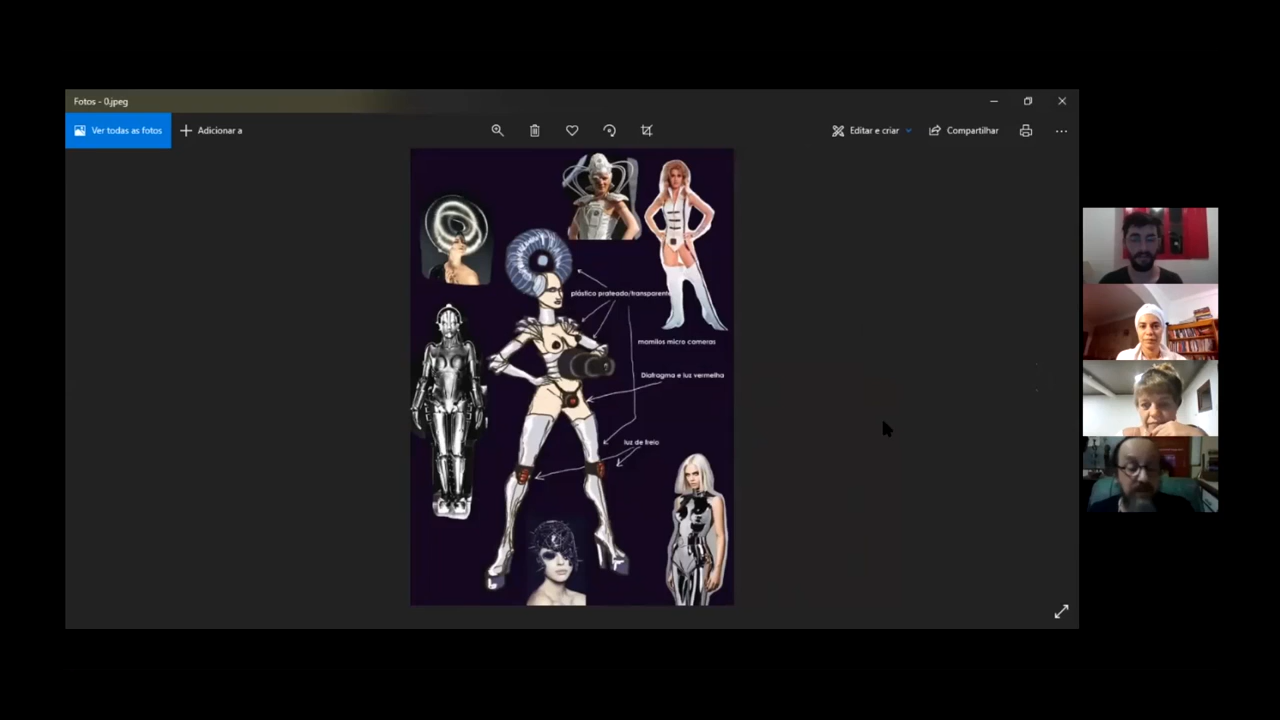 Fotos - 0.jpeg
Ver todas as fotos
Adicionar a
Editar e criar
Compartilhar
plástico prateado/transparente
momilos micro cameras
Diafragma e luz vermelha
luz de freio